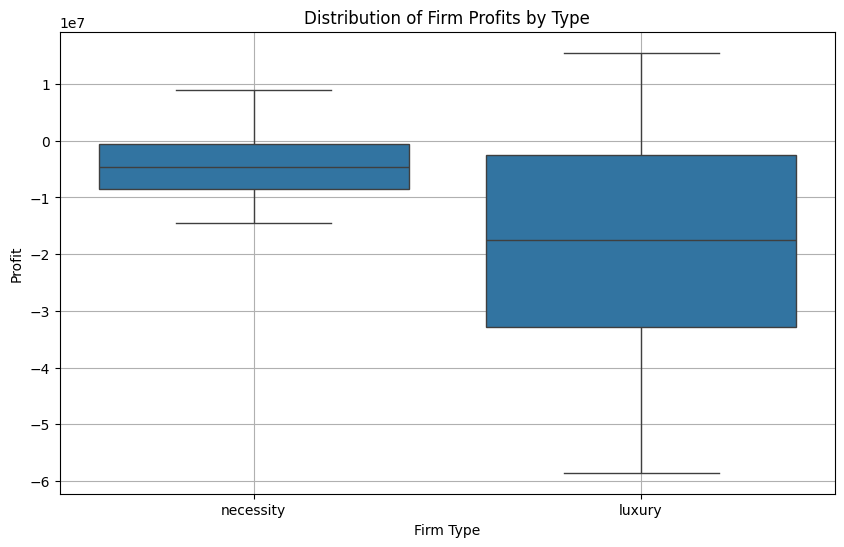 Distribution of Firm Profits by Type
1e7
1
0
−1
−2
−3
−4
−5
−6
Profit
necessity
luxury
Firm Type